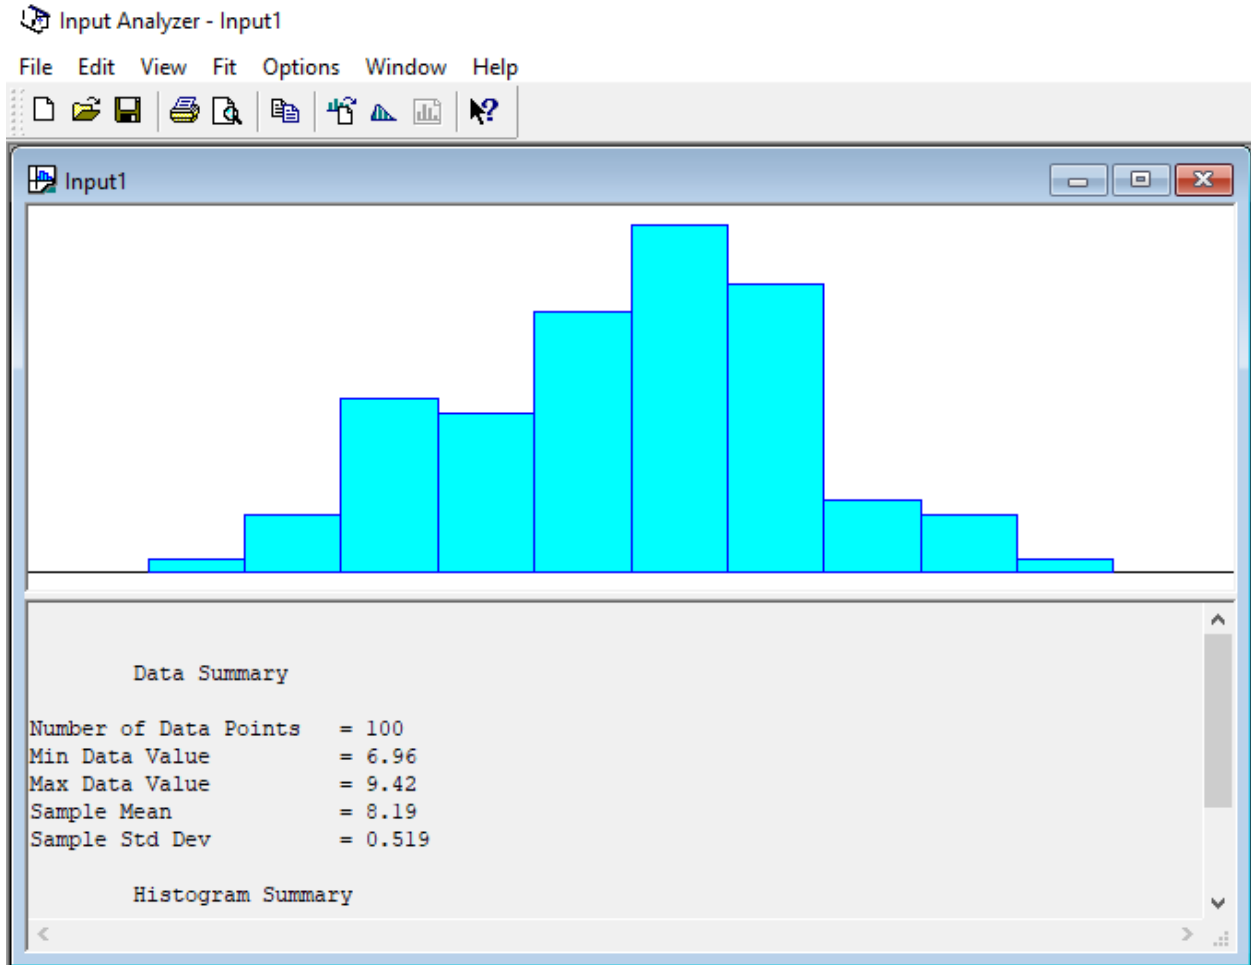 Input Analyzer - Input1
File Edit View Fit Options Window Help
Input1
Data Summary
Number of Data Points = 100
Min Data Value = 6.96
Max Data Value = 9.42
Sample Mean = 8.19
Sample Std Dev = 0.519
Histogram Summary